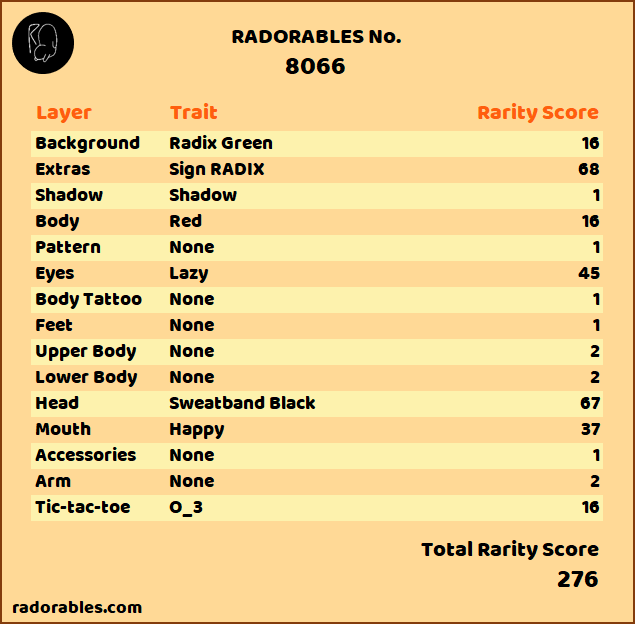 RADORABLES No.
8066
Layer Trait Rarity Score
Background Radix Green 16
Extras Sign RADIX 68
Shadow Shadow 1
Body Red 16
Pattern None 1
Eyes Lazy 45
Body Tattoo None 1
Feet None 1
Upper Body None 2
Lower Body None 2
Head Sweatband Black 67
Mouth Happy 37
Accessories None 1
Arm None 2
Tic-tac-toe O_3 16
Total Rarity Score
276
radorables.com